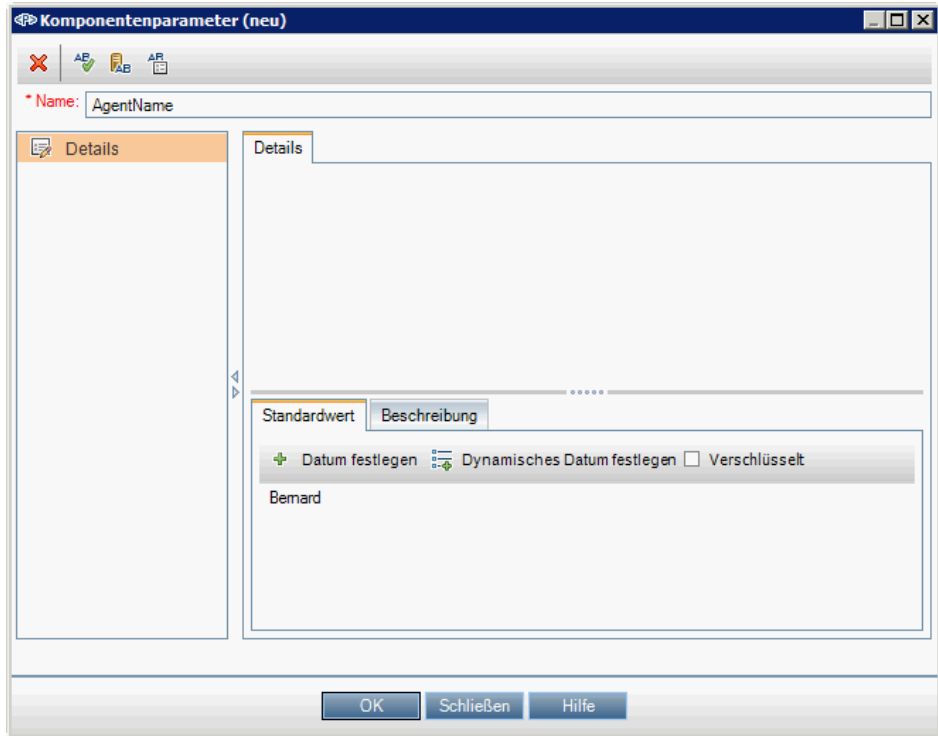 Komponentenparameter (neu)
* Name: AgentName
Details
Details
Standardwert Beschreibung
Datum festlegen Dynamisches Datum festlegen Verschlüsselt
Bernard
OK Schließen Hilfe